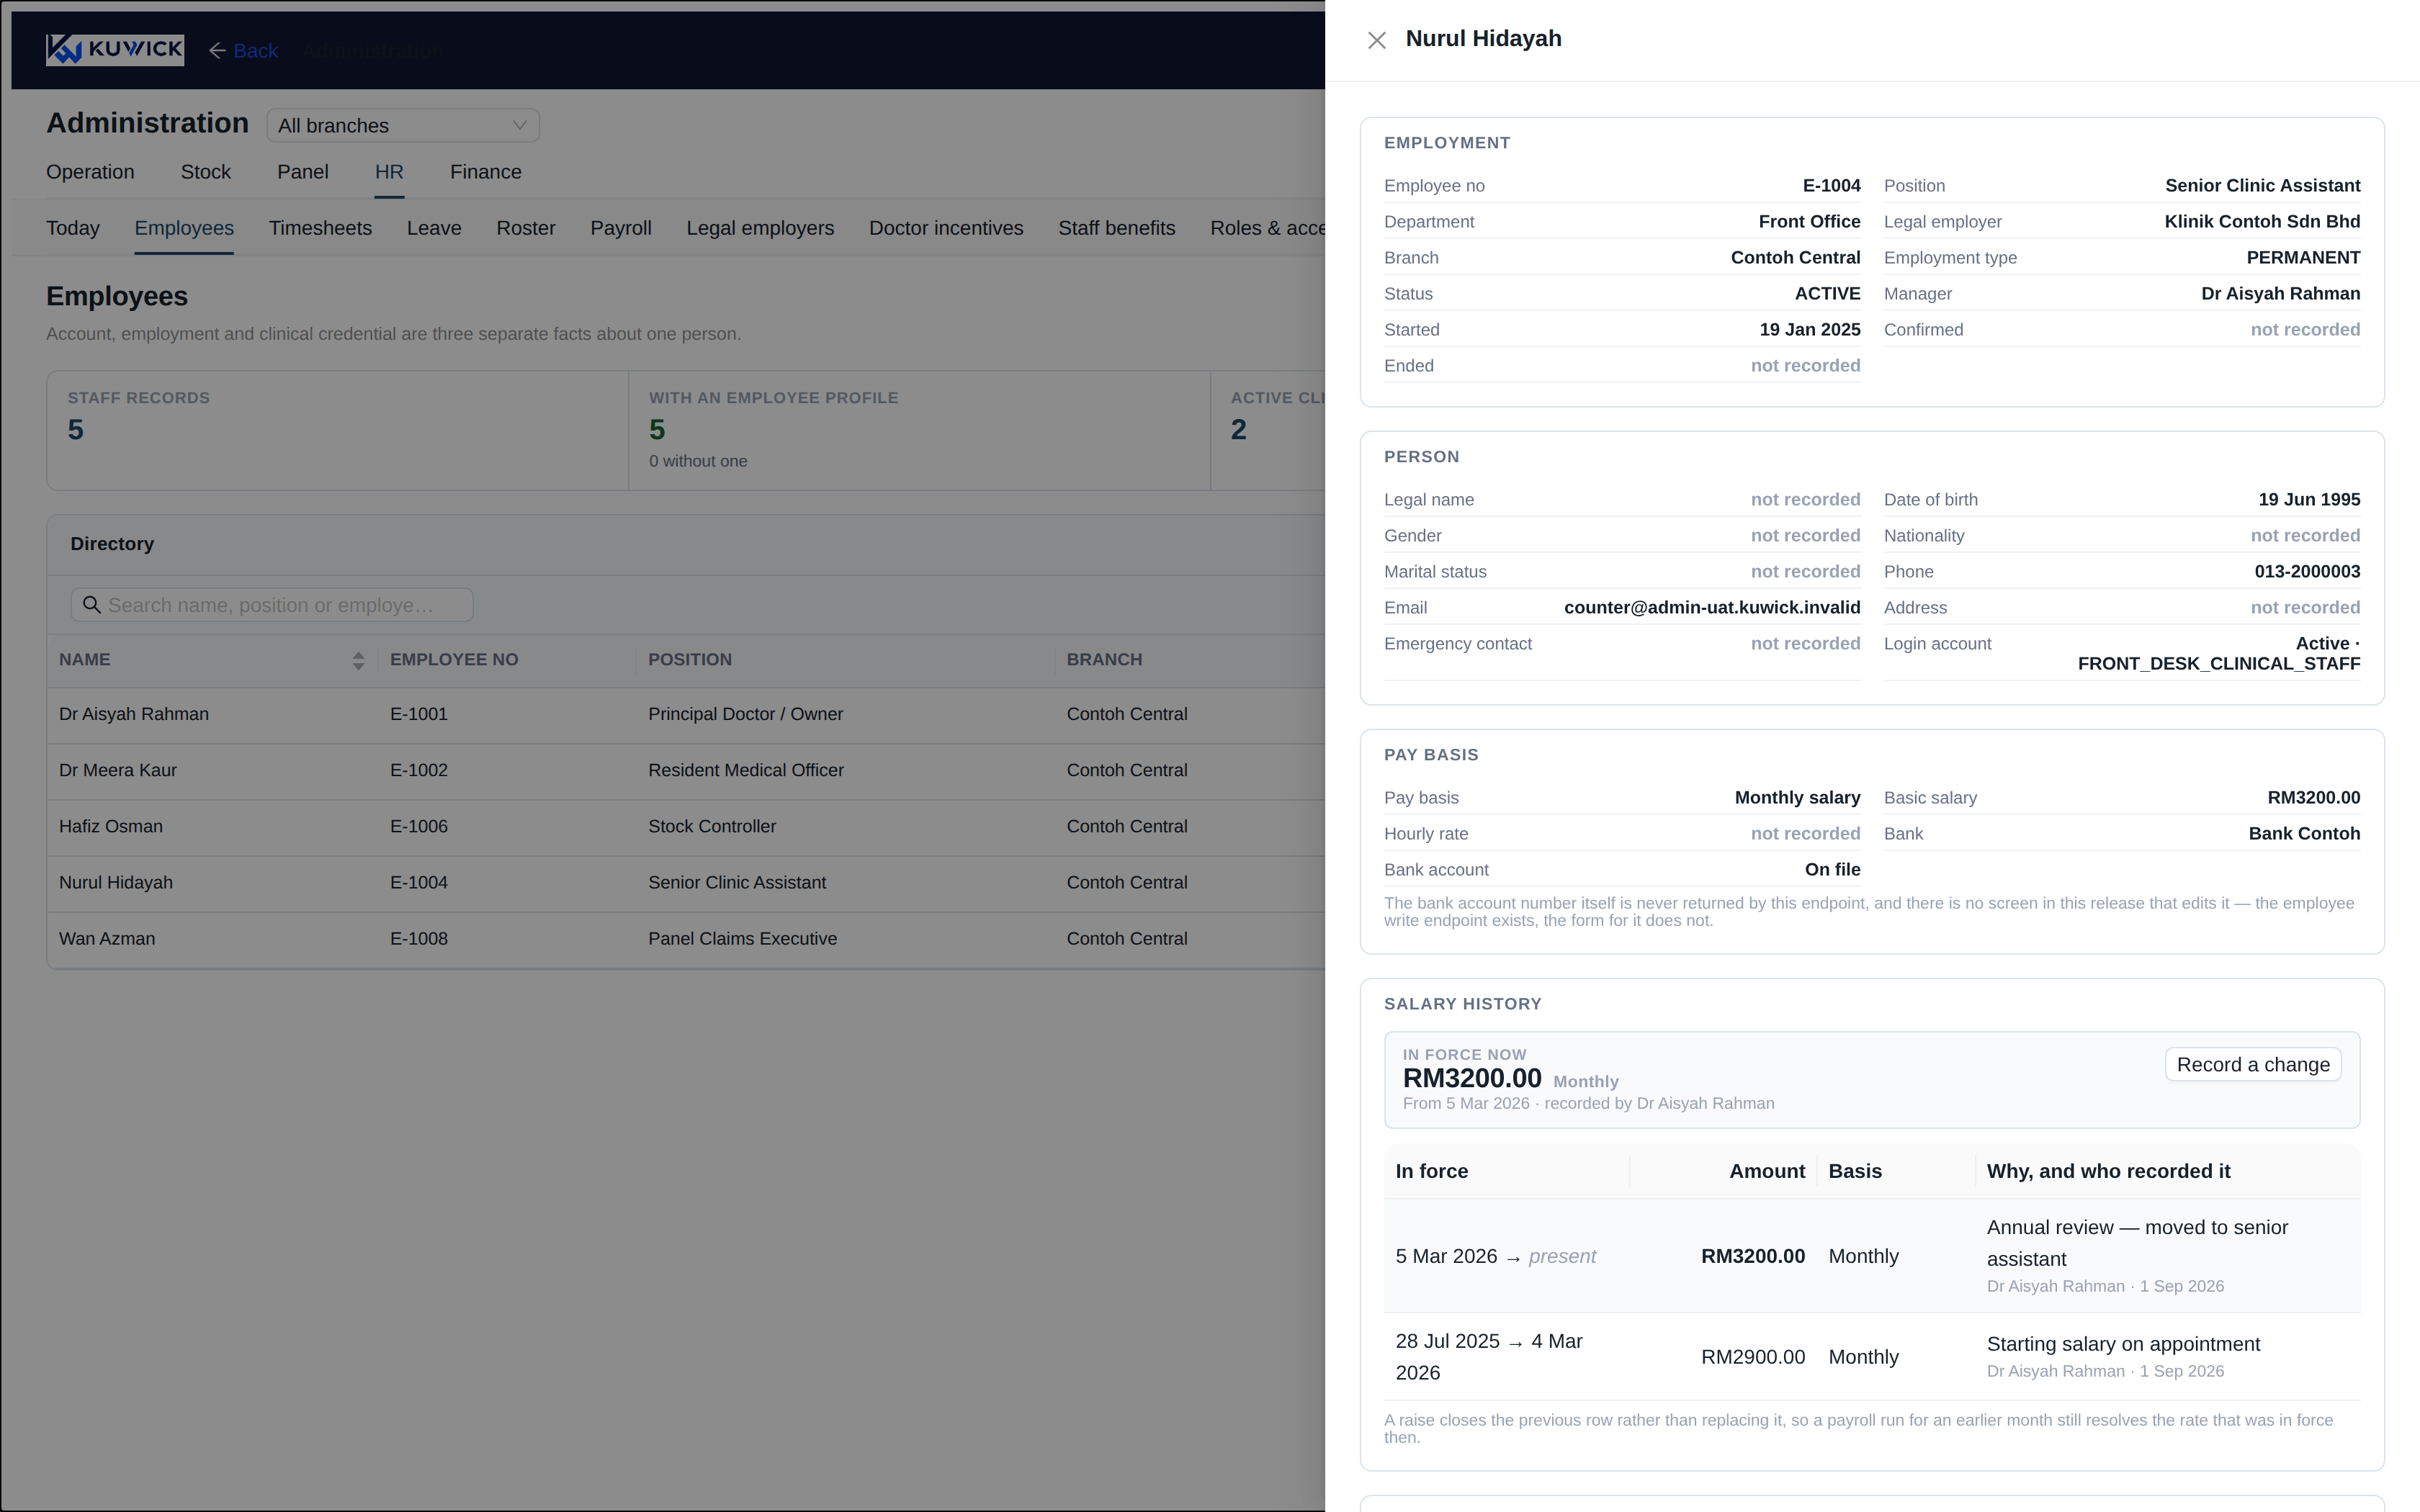 KUWICK
Back
Administration
Administration
All branches
Operation Stock Panel HR Finance
Today Employees Timesheets Leave Roster Payroll Legal employers Doctor incentives Staff benefits Roles & acce
Employees
Account, employment and clinical credential are three separate facts about one person.
STAFF RECORDS
5
WITH AN EMPLOYEE PROFILE
5
0 without one
ACTIVE CLI
2
Directory
Search name, position or employe…
NAME EMPLOYEE NO POSITION BRANCH
Dr Aisyah Rahman E-1001 Principal Doctor / Owner Contoh Central
Dr Meera Kaur E-1002 Resident Medical Officer Contoh Central
Hafiz Osman E-1006 Stock Controller Contoh Central
Nurul Hidayah E-1004 Senior Clinic Assistant Contoh Central
Wan Azman E-1008 Panel Claims Executive Contoh Central
Nurul Hidayah
EMPLOYMENT
Employee no E-1004 Position Senior Clinic Assistant
Department Front Office Legal employer Klinik Contoh Sdn Bhd
Branch Contoh Central Employment type PERMANENT
Status ACTIVE Manager Dr Aisyah Rahman
Started 19 Jan 2025 Confirmed not recorded
Ended not recorded
PERSON
Legal name not recorded Date of birth 19 Jun 1995
Gender not recorded Nationality not recorded
Marital status not recorded Phone 013-2000003
Email counter@admin-uat.kuwick.invalid Address not recorded
Emergency contact not recorded Login account Active ·
FRONT_DESK_CLINICAL_STAFF
PAY BASIS
Pay basis Monthly salary Basic salary RM3200.00
Hourly rate not recorded Bank Bank Contoh
Bank account On file
The bank account number itself is never returned by this endpoint, and there is no screen in this release that edits it — the employee
write endpoint exists, the form for it does not.
SALARY HISTORY
IN FORCE NOW
RM3200.00 Monthly
From 5 Mar 2026 · recorded by Dr Aisyah Rahman
Record a change
In force Amount Basis Why, and who recorded it
5 Mar 2026 → present RM3200.00 Monthly Annual review — moved to senior
assistant
Dr Aisyah Rahman · 1 Sep 2026
28 Jul 2025 → 4 Mar
2026 RM2900.00 Monthly Starting salary on appointment
Dr Aisyah Rahman · 1 Sep 2026
A raise closes the previous row rather than replacing it, so a payroll run for an earlier month still resolves the rate that was in force
then.